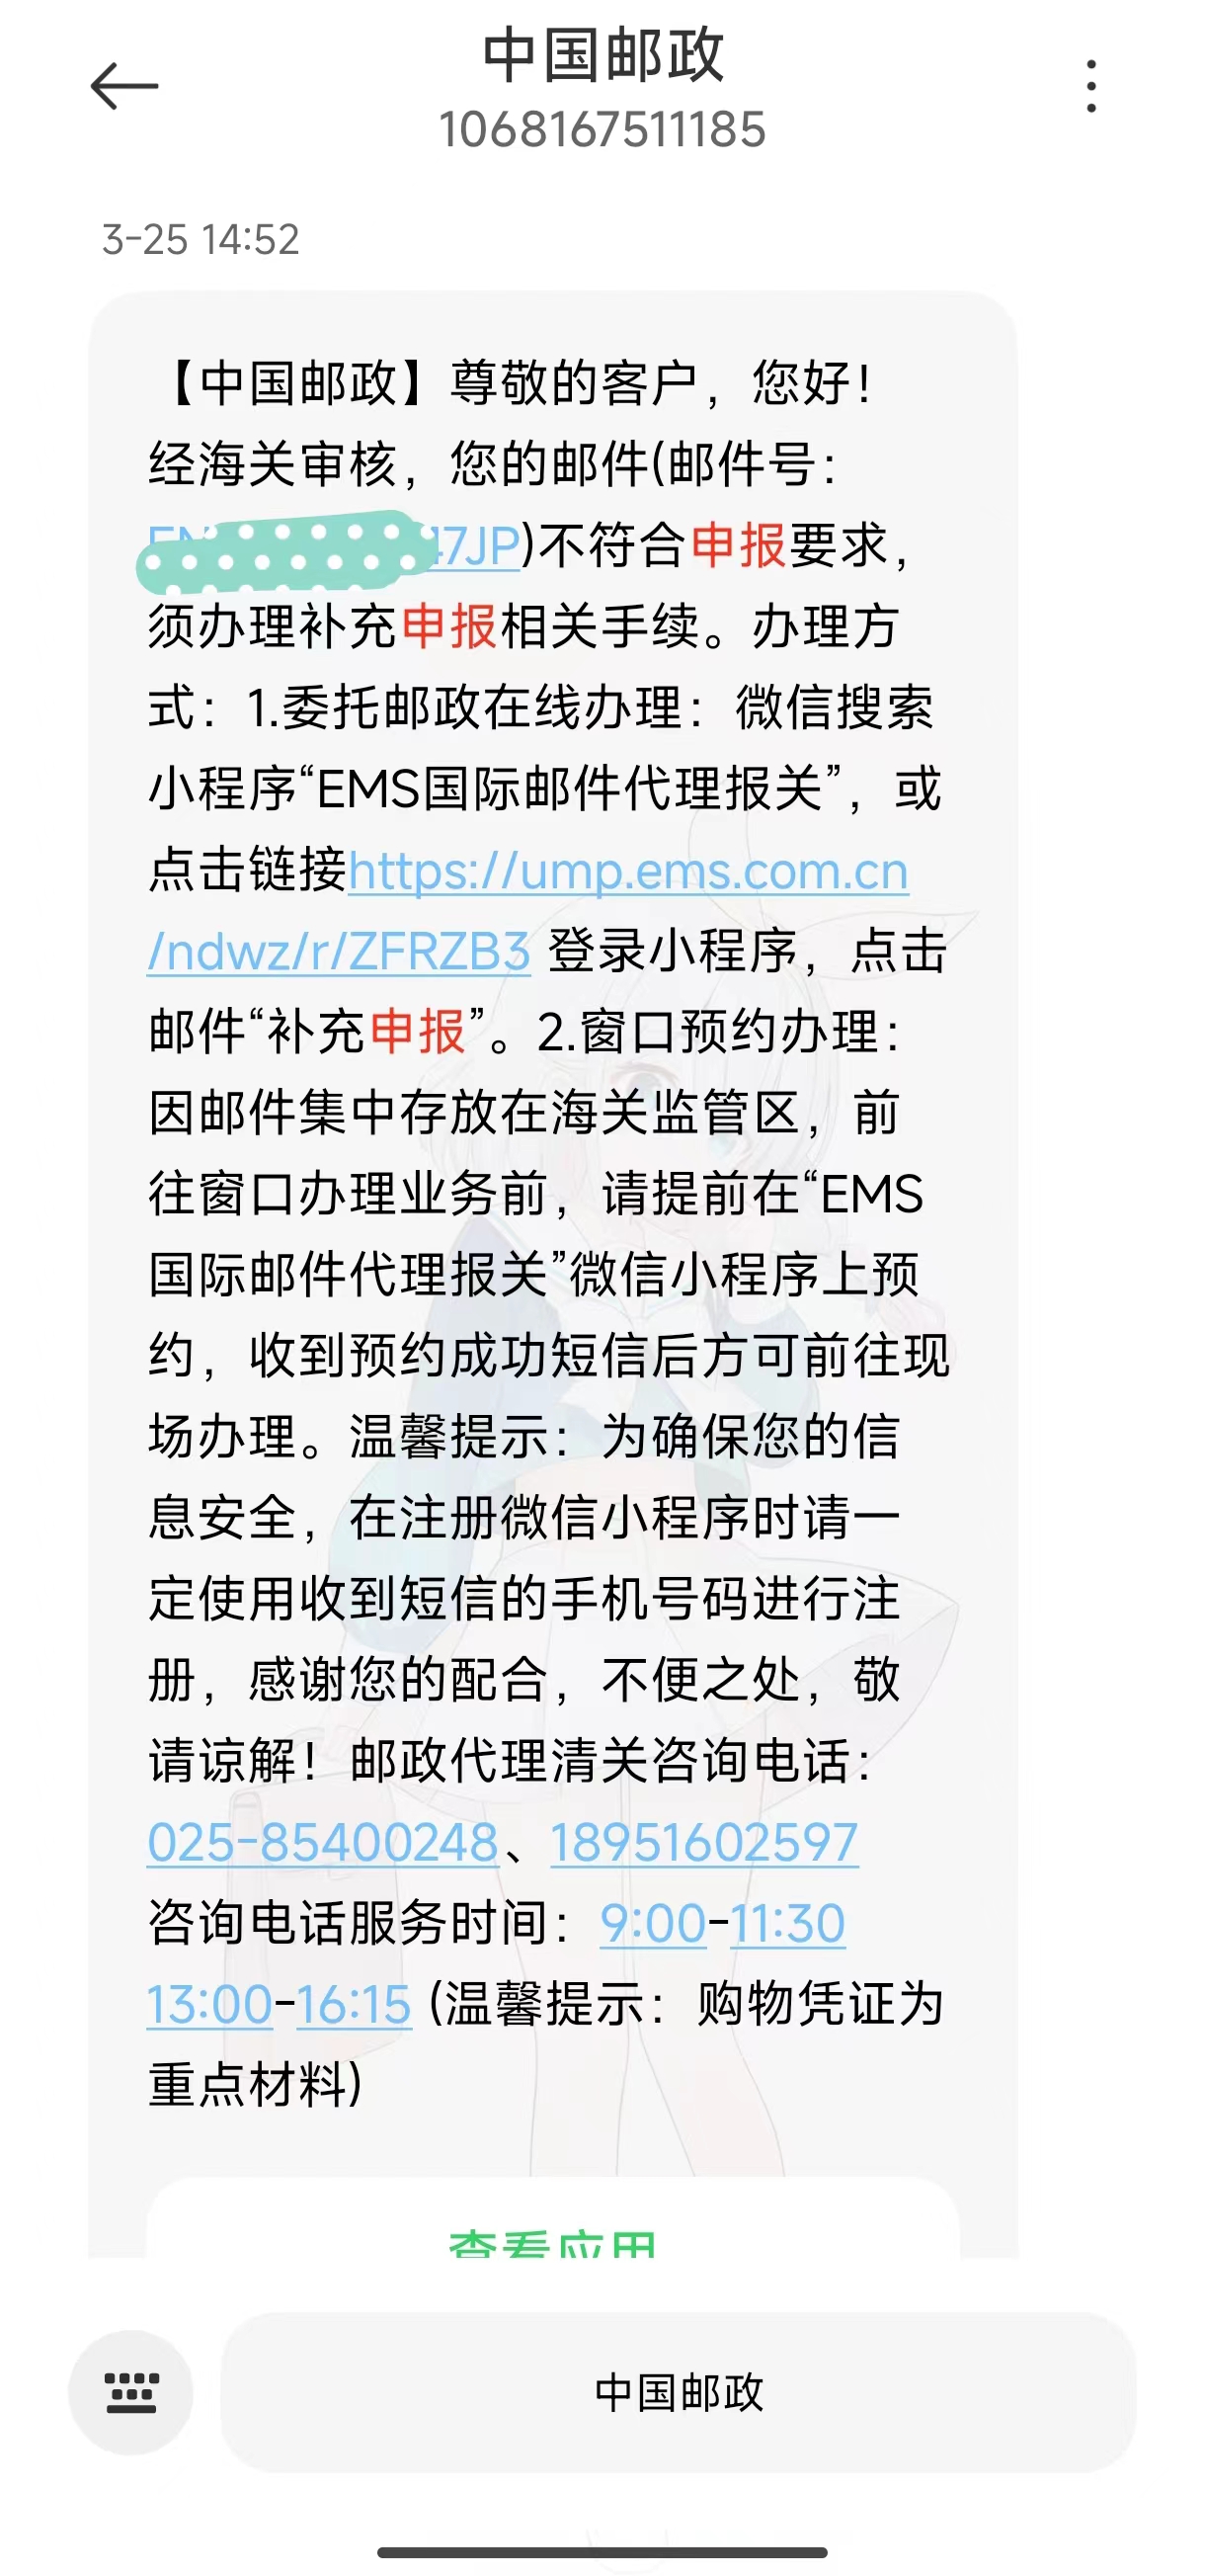 中国邮政
1068167511185
3-25 14:52
【中国邮政】尊敬的客户，您好！
经海关审核，您的邮件(邮件号：
47JP)不符合申报要求，
须办理补充申报相关手续。办理方
式：1.委托邮政在线办理：微信搜索
小程序“EMS国际邮件代理报关”，或
点击链接https://ump.ems.com.cn
/ndwz/r/ZFRZB3 登录小程序，点击
邮件“补充申报”。2.窗口预约办理：
因邮件集中存放在海关监管区，前
往窗口办理业务前，请提前在“EMS
国际邮件代理报关”微信小程序上预
约，收到预约成功短信后方可前往现
场办理。温馨提示：为确保您的信
息安全，在注册微信小程序时请一
定使用收到短信的手机号码进行注
册，感谢您的配合，不便之处，敬
请谅解！邮政代理清关咨询电话：
025-85400248、18951602597
咨询电话服务时间：9:00-11:30
13:00-16:15 (温馨提示：购物凭证为
重点材料)
查看应用
中国邮政